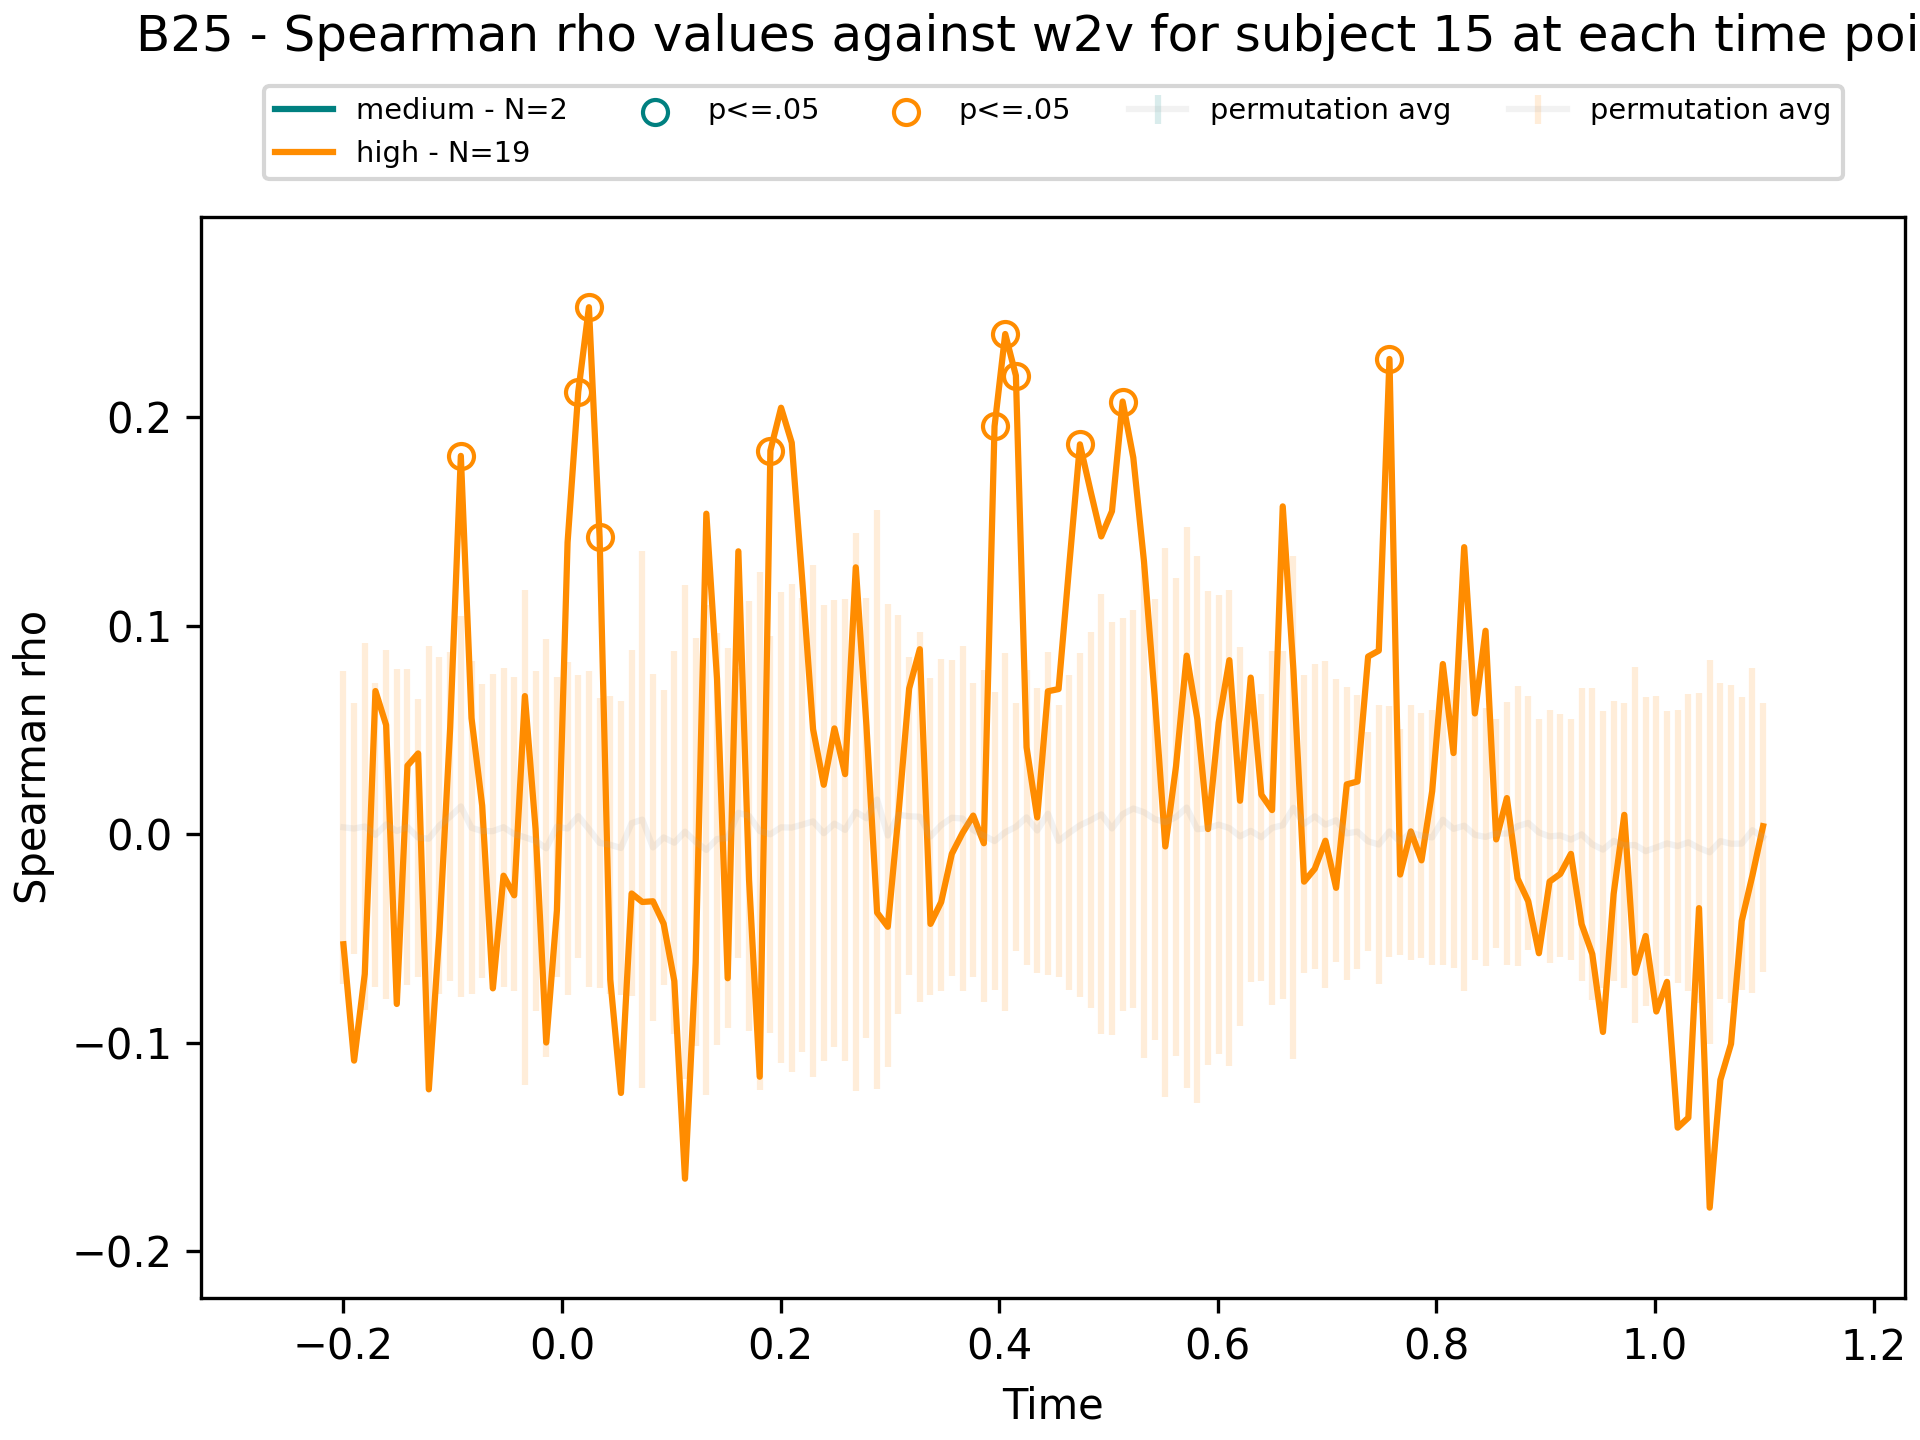 B25 - Spearman rho values against w2v for subject 15 at each time poi
medium - N=2
high - N=19
p<=.05
p<=.05
permutation avg
permutation avg
Spearman rho
0.2
0.1
0.0
−0.1
−0.2
−0.2 0.0 0.2 0.4 0.6 0.8 1.0 1.2
Time